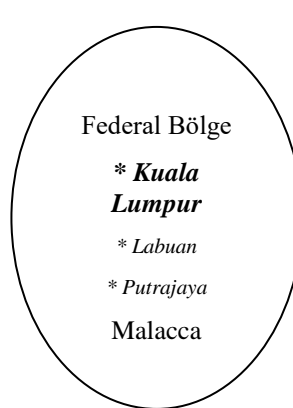 Federal Bölge
* Kuala
Lumpur
* Labuan
* Putrajaya
Malacca